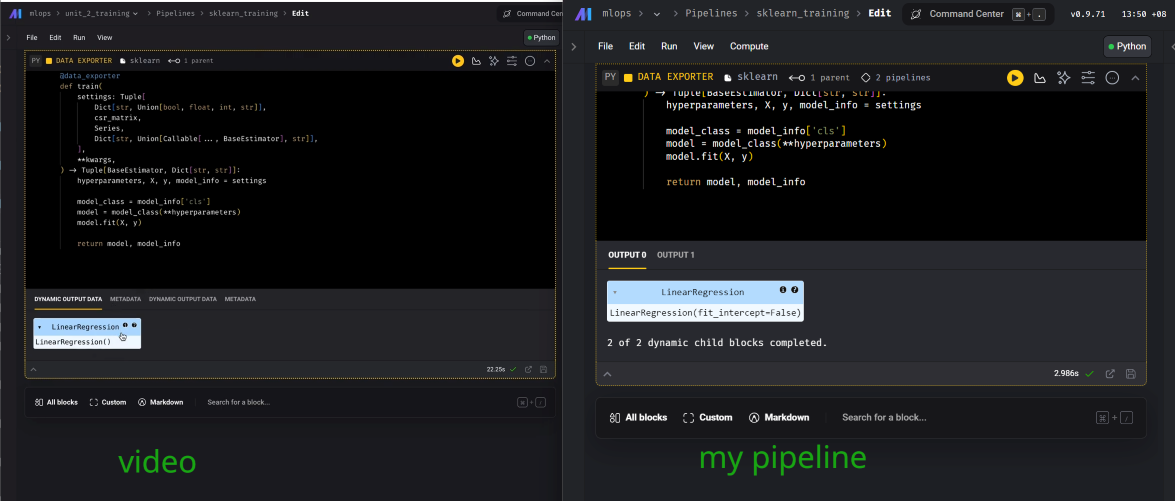 mlops > unit_2_training > Pipelines > sklearn_training > Edit
Command Cen
File Edit Run View
Python
PY DATA EXPORTER sklearn 1 parent
@data_exporter
def train(
settings: Tuple[
Dict[str, Union[bool, float, int, str]],
csr_matrix,
Series,
Dict[str, Union[Callable[ ..., BaseEstimator], str]],
],
**kwargs,
) → Tuple[BaseEstimator, Dict[str, str]]:
hyperparameters, X, y, model_info = settings
model_class = model_info['cls']
model = model_class(**hyperparameters)
model.fit(X, y)
return model, model_info
DYNAMIC OUTPUT DATA METADATA DYNAMIC OUTPUT DATA METADATA
LinearRegression
LinearRegression()
22.25s
All blocks Custom Markdown Search for a block...
⌘ + /
video
mlops > > Pipelines > sklearn_training > Edit
Command Center ⌘ + .
v0.9.71 13:50 +08
File Edit Run View Compute
Python
PY DATA EXPORTER sklearn 1 parent 2 pipelines
) → Tuple[BaseEstimator, Dict[str, str]]:
hyperparameters, X, y, model_info = settings
model_class = model_info['cls']
model = model_class(**hyperparameters)
model.fit(X, y)
return model, model_info
OUTPUT 0 OUTPUT 1
LinearRegression
LinearRegression(fit_intercept=False)
2 of 2 dynamic child blocks completed.
2.986s
All blocks Custom Markdown Search for a block...
⌘ + /
my pipeline